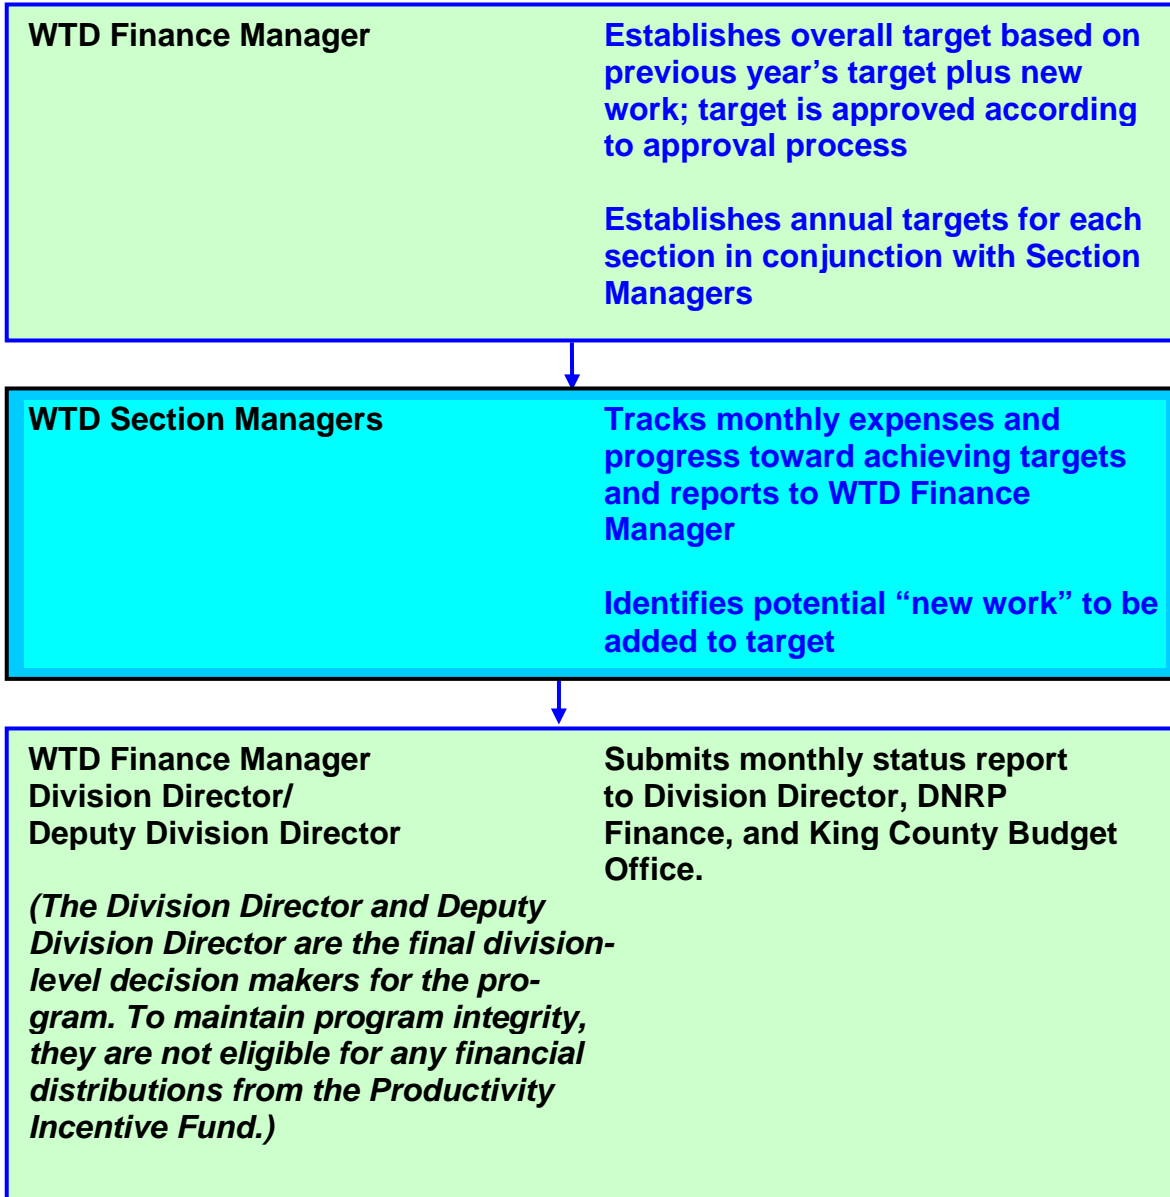 WTD Finance Manager
Establishes overall target based on
previous year's target plus new
work; target is approved according
to approval process
Establishes annual targets for each
section in conjunction with Section
Managers
WTD Section Managers
Tracks monthly expenses and
progress toward achieving targets
and reports to WTD Finance
Manager
Identifies potential “new work” to be
added to target
WTD Finance Manager
Division Director/
Deputy Division Director
(The Division Director and Deputy
Division Director are the final division-
level decision makers for the pro-
gram. To maintain program integrity,
they are not eligible for any financial
distributions from the Productivity
Incentive Fund.)
Submits monthly status report
to Division Director, DNRP
Finance, and King County Budget
Office.